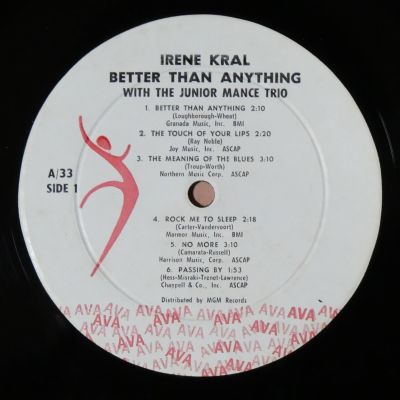 IRENE KRAL
BETTER THAN ANYTHING
WITH THE JUNIOR MANCE TRIO
1. BETTER THAN ANYTHING 2:10
(Loughborough-Wheat)
Granada Music, Inc. BMI
2. THE TOUCH OF YOUR LIPS 2:20
(Ray Noble)
Joy Music, Inc. ASCAP
3. THE MEANING OF THE BLUES 3:10
(Troup-Worth)
Northern Music Corp. ASCAP
A/33
SIDE 1
4. ROCK ME TO SLEEP 2:18
(Carter-Vandervoort)
Marmor Music, Inc. BMI
5. NO MORE 3:10
(Camarata-Russell)
Harrison Music, Corp. ASCAP
6. PASSING BY 1:53
(Hess-Misraki-Trenet-Lawrence)
Chappell & Co., Inc. ASCAP
Distributed by MGM Records
AVA AVA AVA AVA AVA AVA AVA AVA